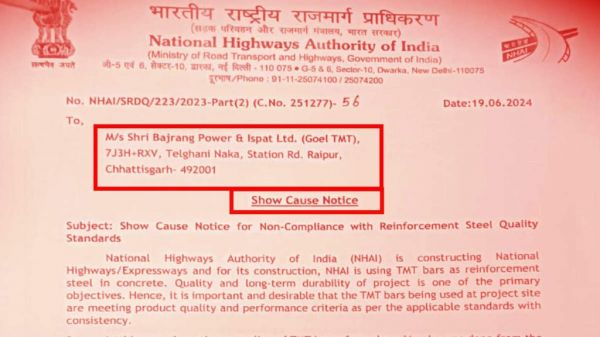 भारतीय राष्ट्रीय राजमार्ग प्राधिकरण
(सड़क परिवहन और राजमार्ग मंत्रालय, भारत सरकार)
National Highways Authority of India
(Ministry of Road Transport and Highways, Government of India)
जी-5 एवं 6, सेक्टर-10, द्वारका, नई दिल्ली - 110 075 • G-5 & 6, Sector-10, Dwarka, New Delhi-110075
दूरभाष / Phone : 91-11-25074100 / 25074200
सत्यमेव जयते
NHAI
No. NHAI/SRDQ/223/2023-Part(2) (C.No. 251277)- 56 Date:19.06.2024
To,
M/s Shri Bajrang Power & Ispat Ltd. (Goel TMT),
7J3H+RXV, Telghani Naka, Station Rd. Raipur,
Chhattisgarh- 492001
Show Cause Notice
Subject: Show Cause Notice for Non-Compliance with Reinforcement Steel Quality
Standards
National Highways Authority of India (NHAI) is constructing National
Highways/Expressways and for its construction, NHAI is using TMT bars as reinforcement
steel in concrete. Quality and long-term durability of project is one of the primary
objectives. Hence, it is important and desirable that the TMT bars being used at project site
are meeting product quality and performance criteria as per the applicable standards with
consistency.